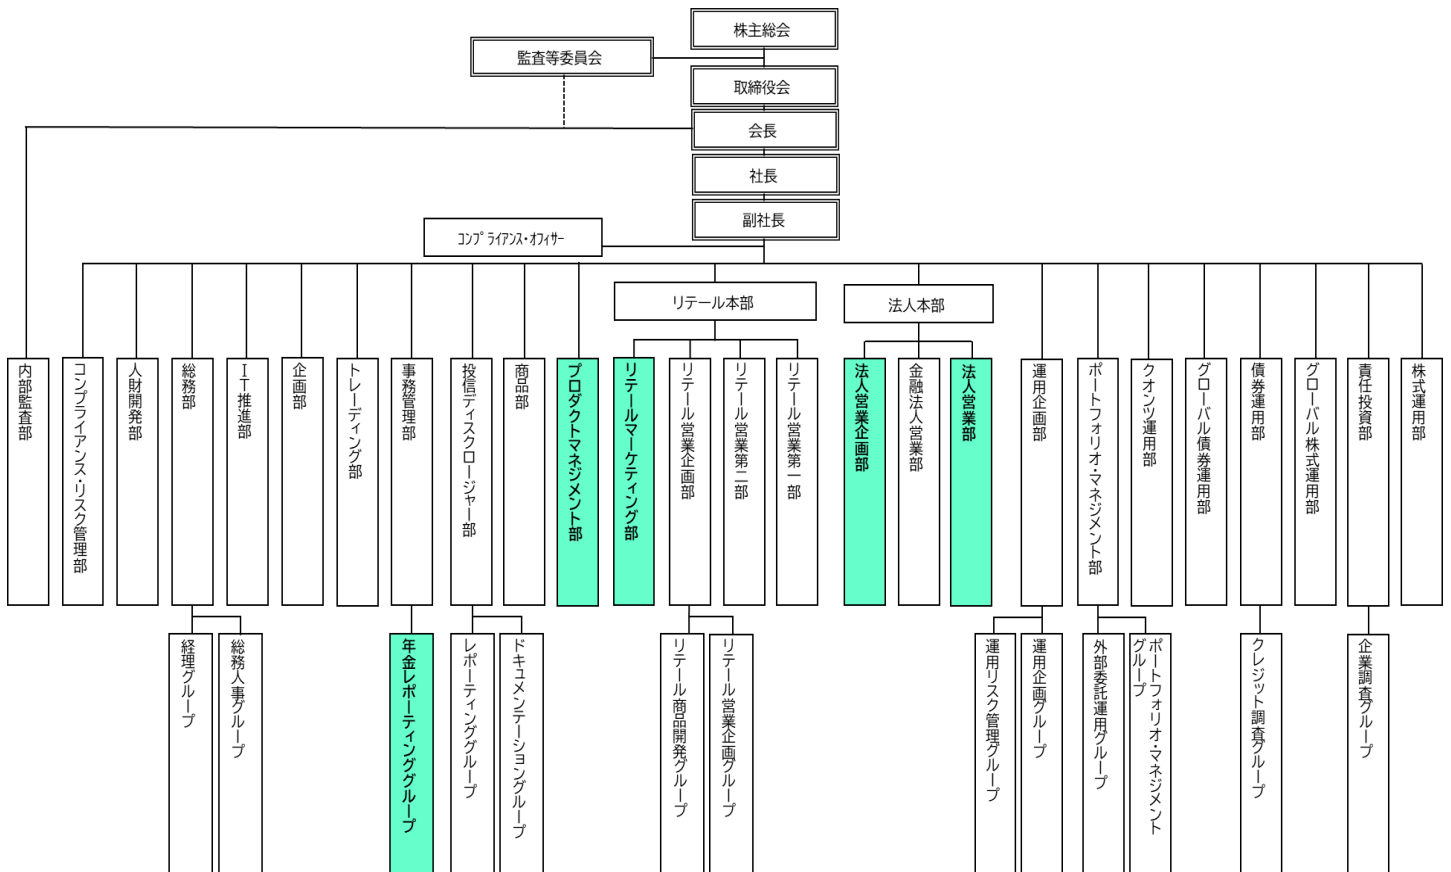 株主総会
監査等委員会
取締役会
会長
社長
副社長
コンプライアンス・オフィサー
リテール本部
法人本部
内部監査部
コンプライアンス・リスク管理部
人財開発部
総務部
IT推進部
企画部
トレーディング部
事務管理部
投信ディスクロージャー部
商品部
プロダクトマネジメント部
リテールマーケティング部
リテール営業企画部
リテール営業第二部
リテール営業第一部
法人営業企画部
金融法人営業部
法人営業部
運用企画部
ポートフォリオ・マネジメント部
クオンツ運用部
グローバル債券運用部
債券運用部
グローバル株式運用部
責任投資部
株式運用部
経理グループ
総務人事グループ
年金レポーティンググループ
レポーティンググループ
ドキュメンテーショングループ
リテール商品開発グループ
リテール営業企画グループ
運用リスク管理グループ
運用企画グループ
外部委託運用グループ
ポートフォリオ・マネジメント
グループ
クレジット調査グループ
企業調査グループ